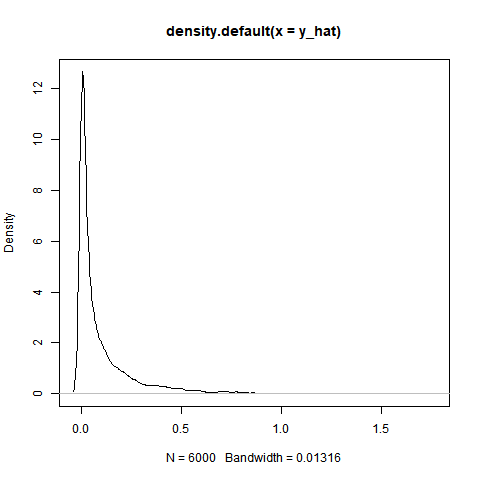 density.default(x = y_hat)
12
10
8
6
4
2
0
Density
0.0 0.5 1.0 1.5
N = 6000 Bandwidth = 0.01316